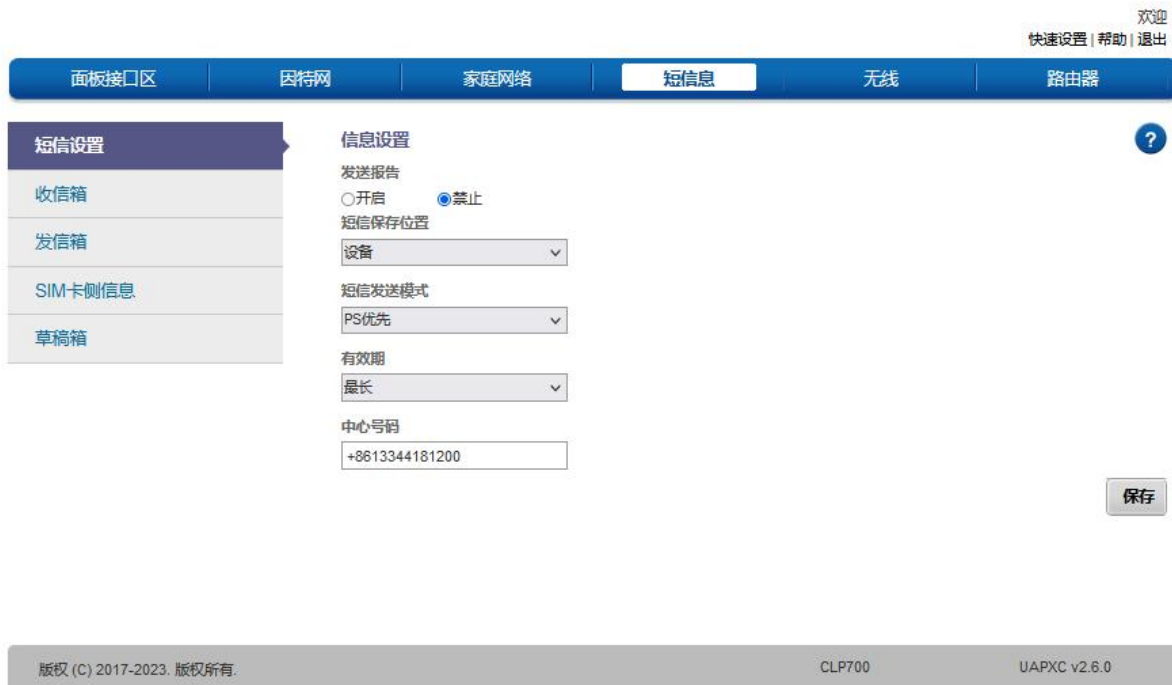 欢迎
快速设置 | 帮助 | 退出
面板接口区 因特网 家庭网络 短信息 无线 路由器
短信设置
收信箱
发信箱
SIM卡侧信息
草稿箱
信息设置
?
发送报告
开启 禁止
短信保存位置
设备
短信发送模式
PS优先
有效期
最长
中心号码
+8613344181200
保存
版权 (C) 2017-2023. 版权所有. CLP700 UAPXC v2.6.0